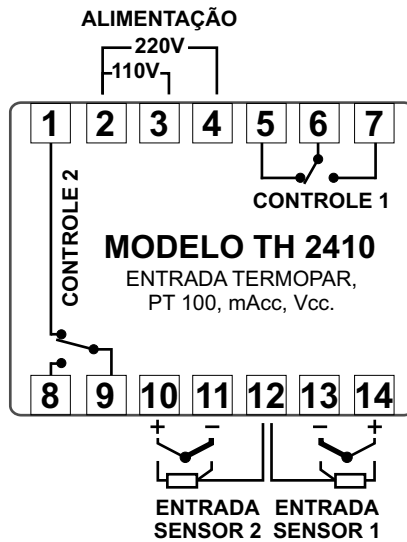 ALIMENTAÇÃO
220V
110V
1 2 3 4 5 6 7
CONTROLE 2
CONTROLE 1
MODELO TH 2410
ENTRADA TERMOPAR,
PT 100, mAcc, Vcc.
8 9 10 11 12 13 14
+ − − +
ENTRADA SENSOR 2
ENTRADA SENSOR 1